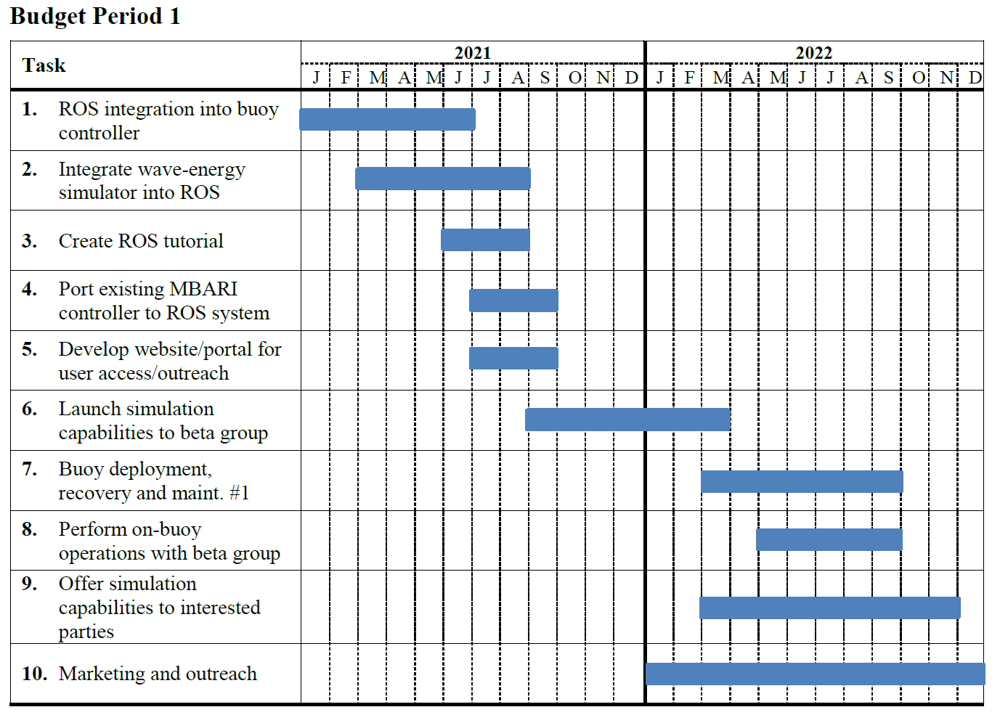 Budget Period 1
Task
2021
2022
J F M A M J J A S O N D J F M A M J J A S O N D
1. ROS integration into buoy
controller
2. Integrate wave-energy
simulator into ROS
3. Create ROS tutorial
4. Port existing MBARI
controller to ROS system
5. Develop website/portal for
user access/outreach
6. Launch simulation
capabilities to beta group
7. Buoy deployment,
recovery and maint. #1
8. Perform on-buoy
operations with beta group
9. Offer simulation
capabilities to interested
parties
10. Marketing and outreach